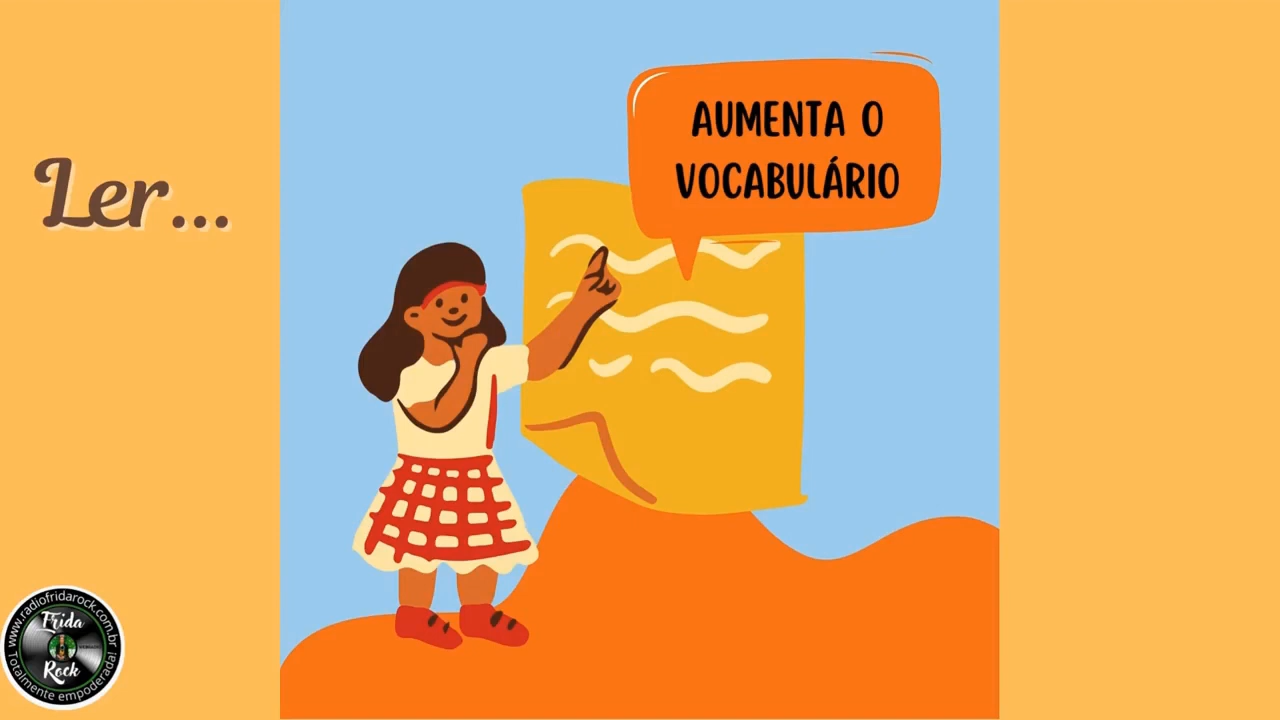 Ler...
AUMENTA O
VOCABULÁRIO
www.radiofridarock.com.br
Frida
Rock
Totalmente empoderada!